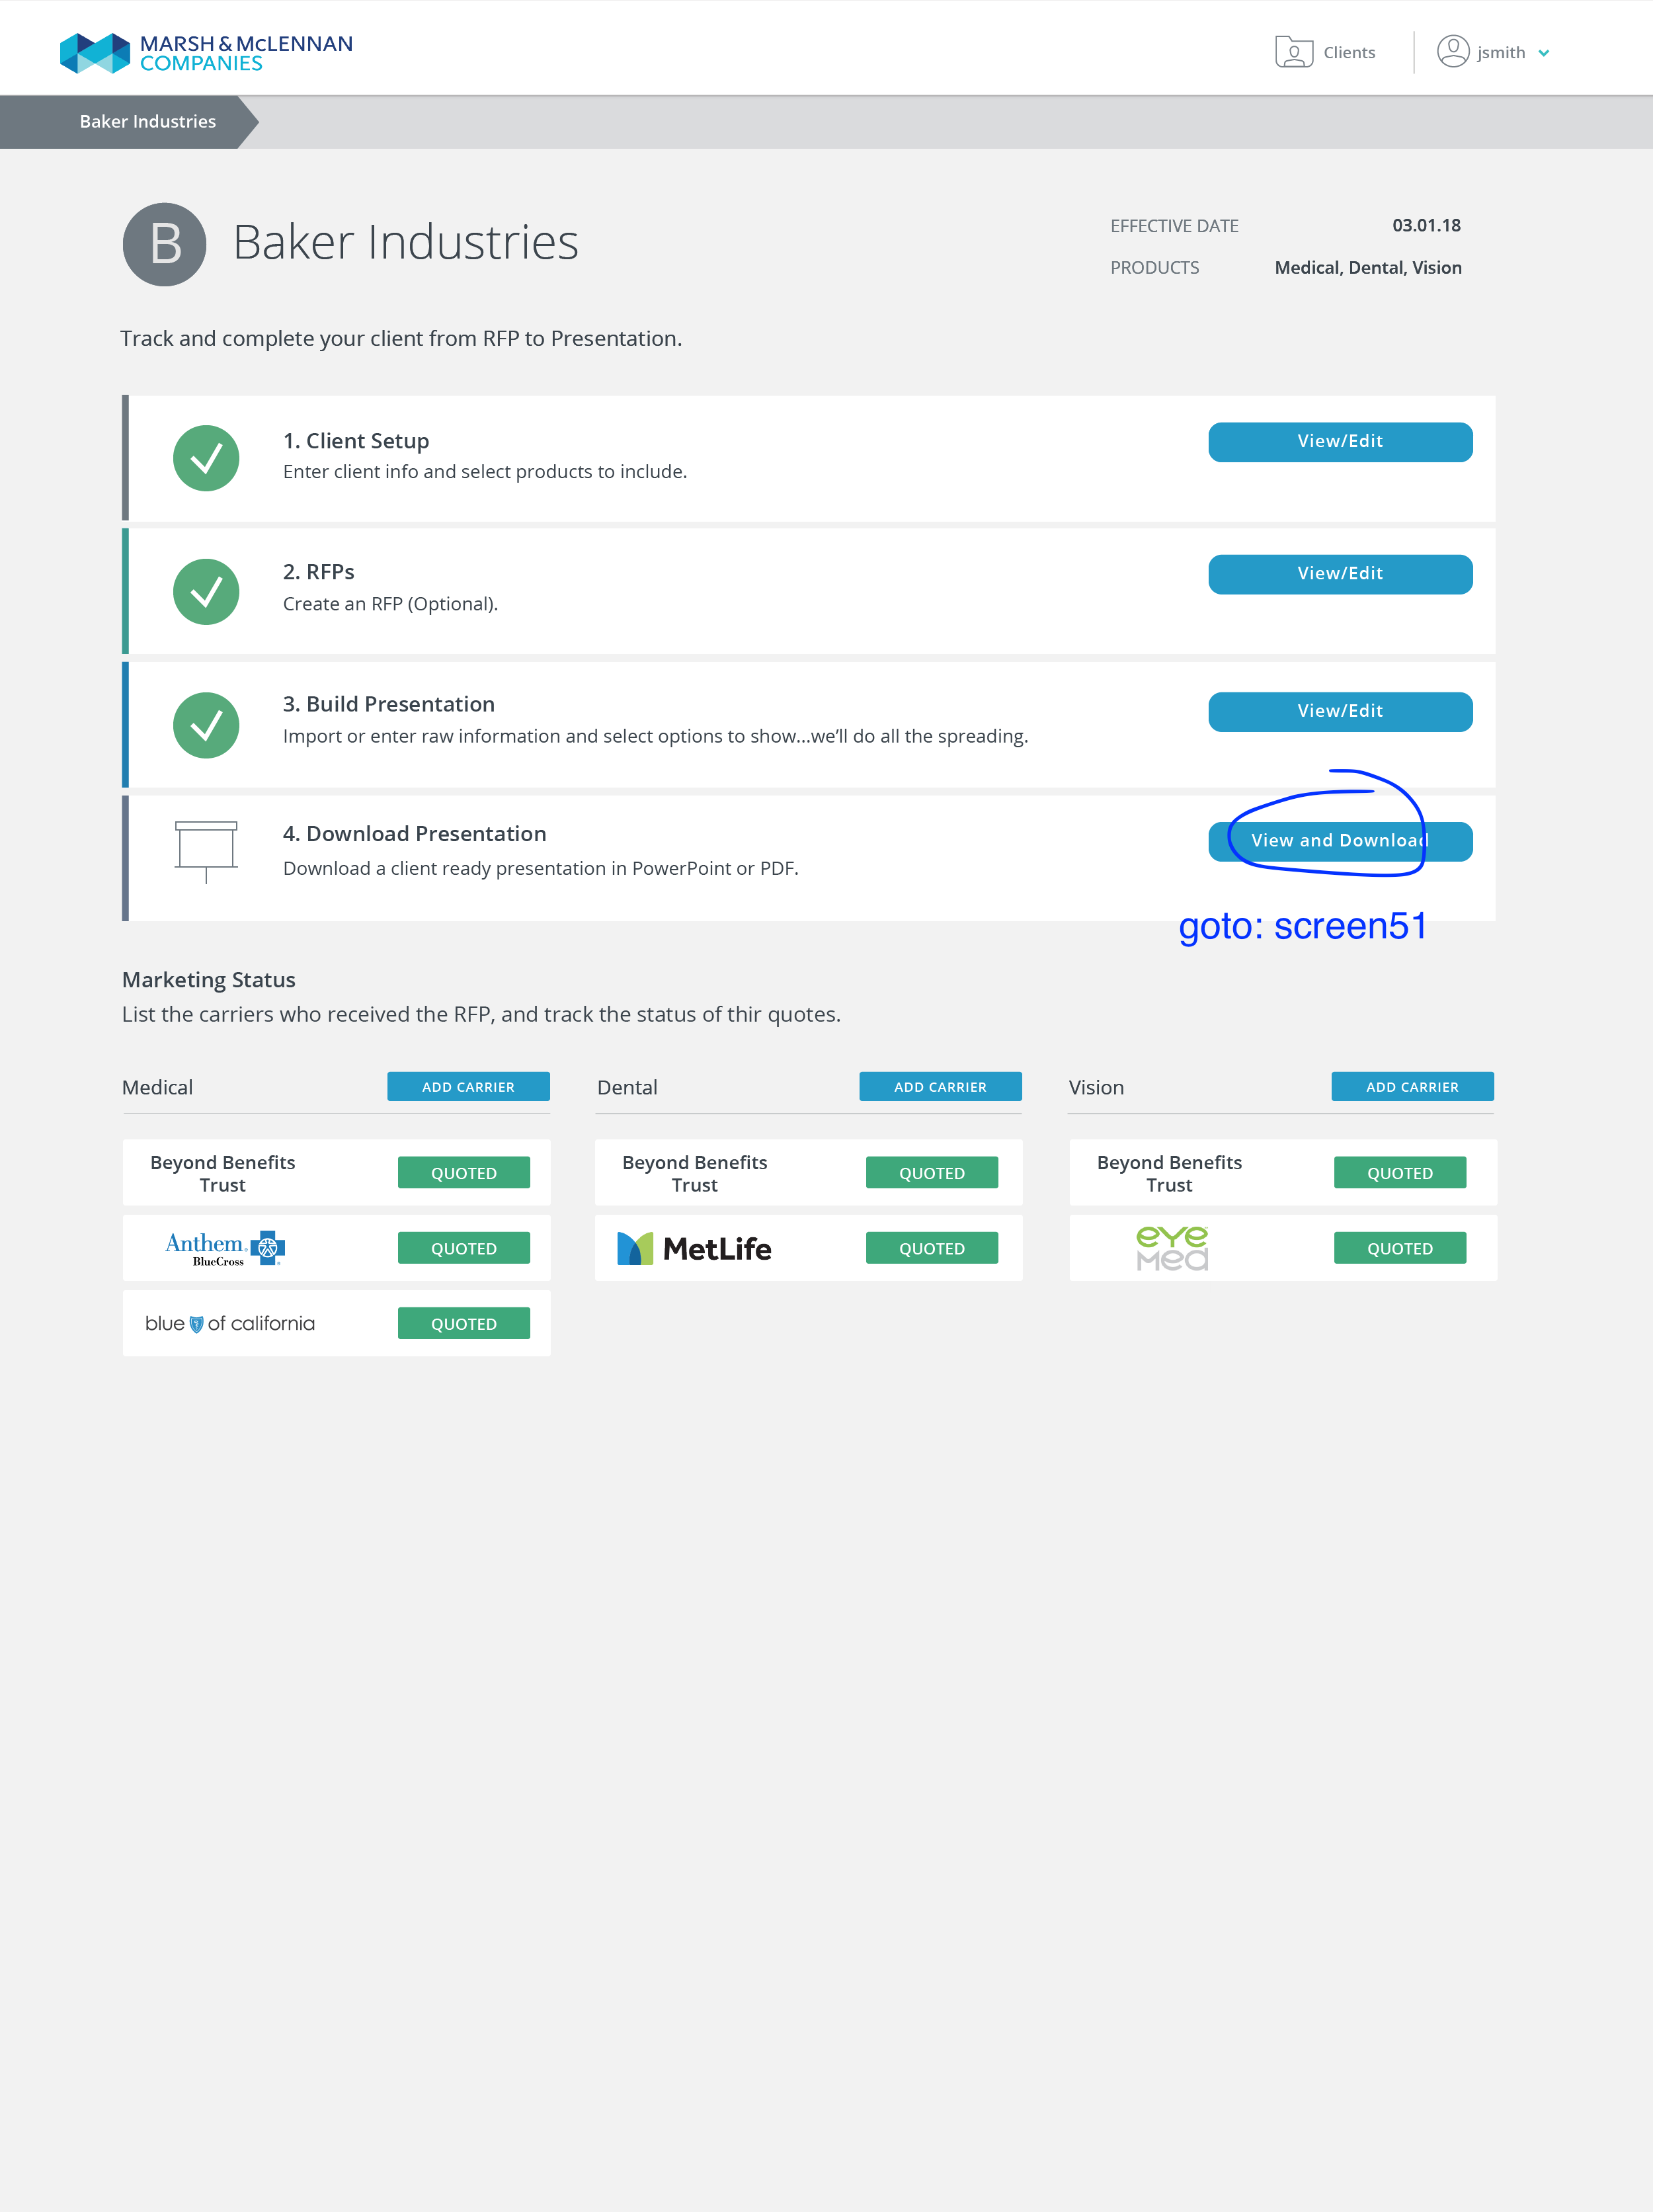 MARSH & McLENNAN
COMPANIES
Clients
jsmith
Baker Industries
B
Baker Industries
EFFECTIVE DATE 03.01.18
PRODUCTS Medical, Dental, Vision
Track and complete your client from RFP to Presentation.
1. Client Setup
Enter client info and select products to include.
View/Edit
2. RFPs
Create an RFP (Optional).
View/Edit
3. Build Presentation
Import or enter raw information and select options to show...we'll do all the spreading.
View/Edit
4. Download Presentation
Download a client ready presentation in PowerPoint or PDF.
View and Download
goto: screen51
Marketing Status
List the carriers who received the RFP, and track the status of thir quotes.
Medical
ADD CARRIER
Beyond Benefits
Trust
QUOTED
Anthem
BlueCross
QUOTED
blue of california
QUOTED
Dental
ADD CARRIER
Beyond Benefits
Trust
QUOTED
MetLife
QUOTED
Vision
ADD CARRIER
Beyond Benefits
Trust
QUOTED
eye
med
QUOTED